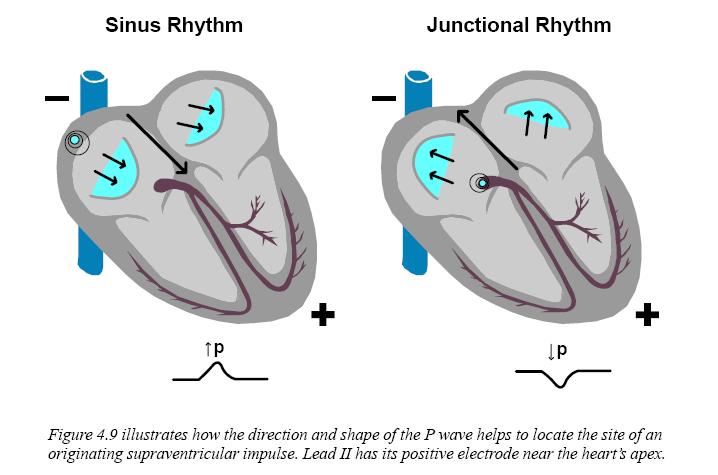 Sinus Rhythm
Junctional Rhythm
−
−
+
+
↑p
↓p
Figure 4.9 illustrates how the direction and shape of the P wave helps to locate the site of an
originating supraventricular impulse. Lead II has its positive electrode near the heart's apex.